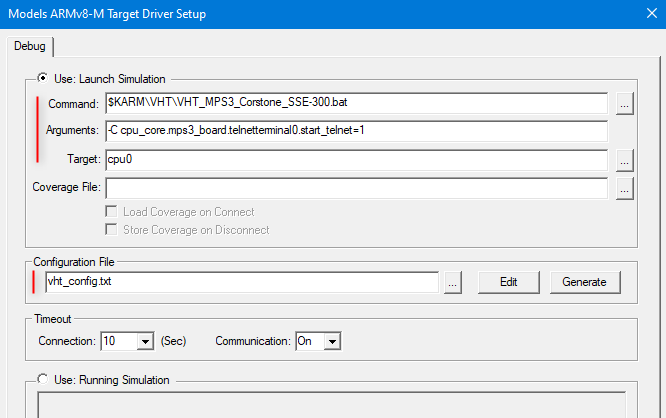 Models ARMv8-M Target Driver Setup
Debug
Use: Launch Simulation
Command: $KARM\VHT\VHT_MPS3_Corstone_SSE-300.bat ...
Arguments: -C cpu_core.mps3_board.telnetterminal0.start_telnet=1
Target: cpu0 ...
Coverage File: ...
Load Coverage on Connect
Store Coverage on Disconnect
Configuration File
vht_config.txt ... Edit Generate
Timeout
Connection: 10 (Sec) Communication: On
Use: Running Simulation